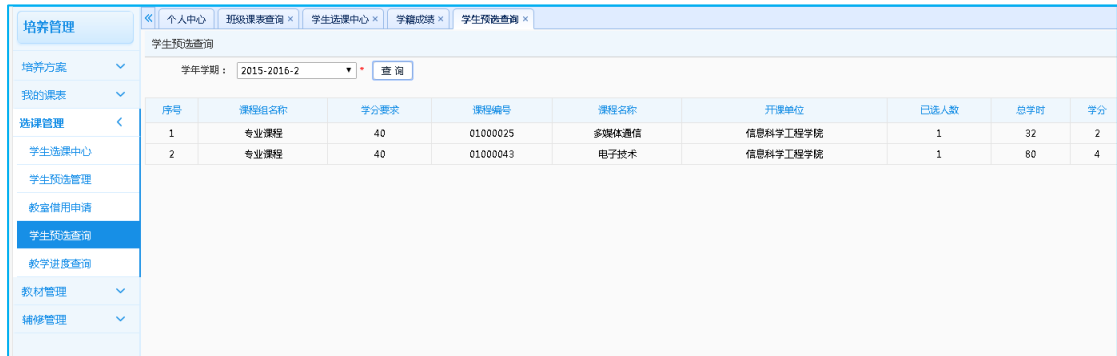 培养管理
« 个人中心 班级课表查询 × 学生选课中心 × 学籍成绩 × 学生预选查询 ×
学生预选查询
学年学期： 2015-2016-2 ▼ * 查 询
培养方案
我的课表
选课管理
学生选课中心
学生预选管理
教室借用申请
学生预选查询
教学进度查询
教材管理
辅修管理
序号 课程组名称 学分要求 课程编号 课程名称 开课单位 已选人数 总学时 学分
1 专业课程 40 01000025 多媒体通信 信息科学工程学院 1 32 2
2 专业课程 40 01000043 电子技术 信息科学工程学院 1 80 4